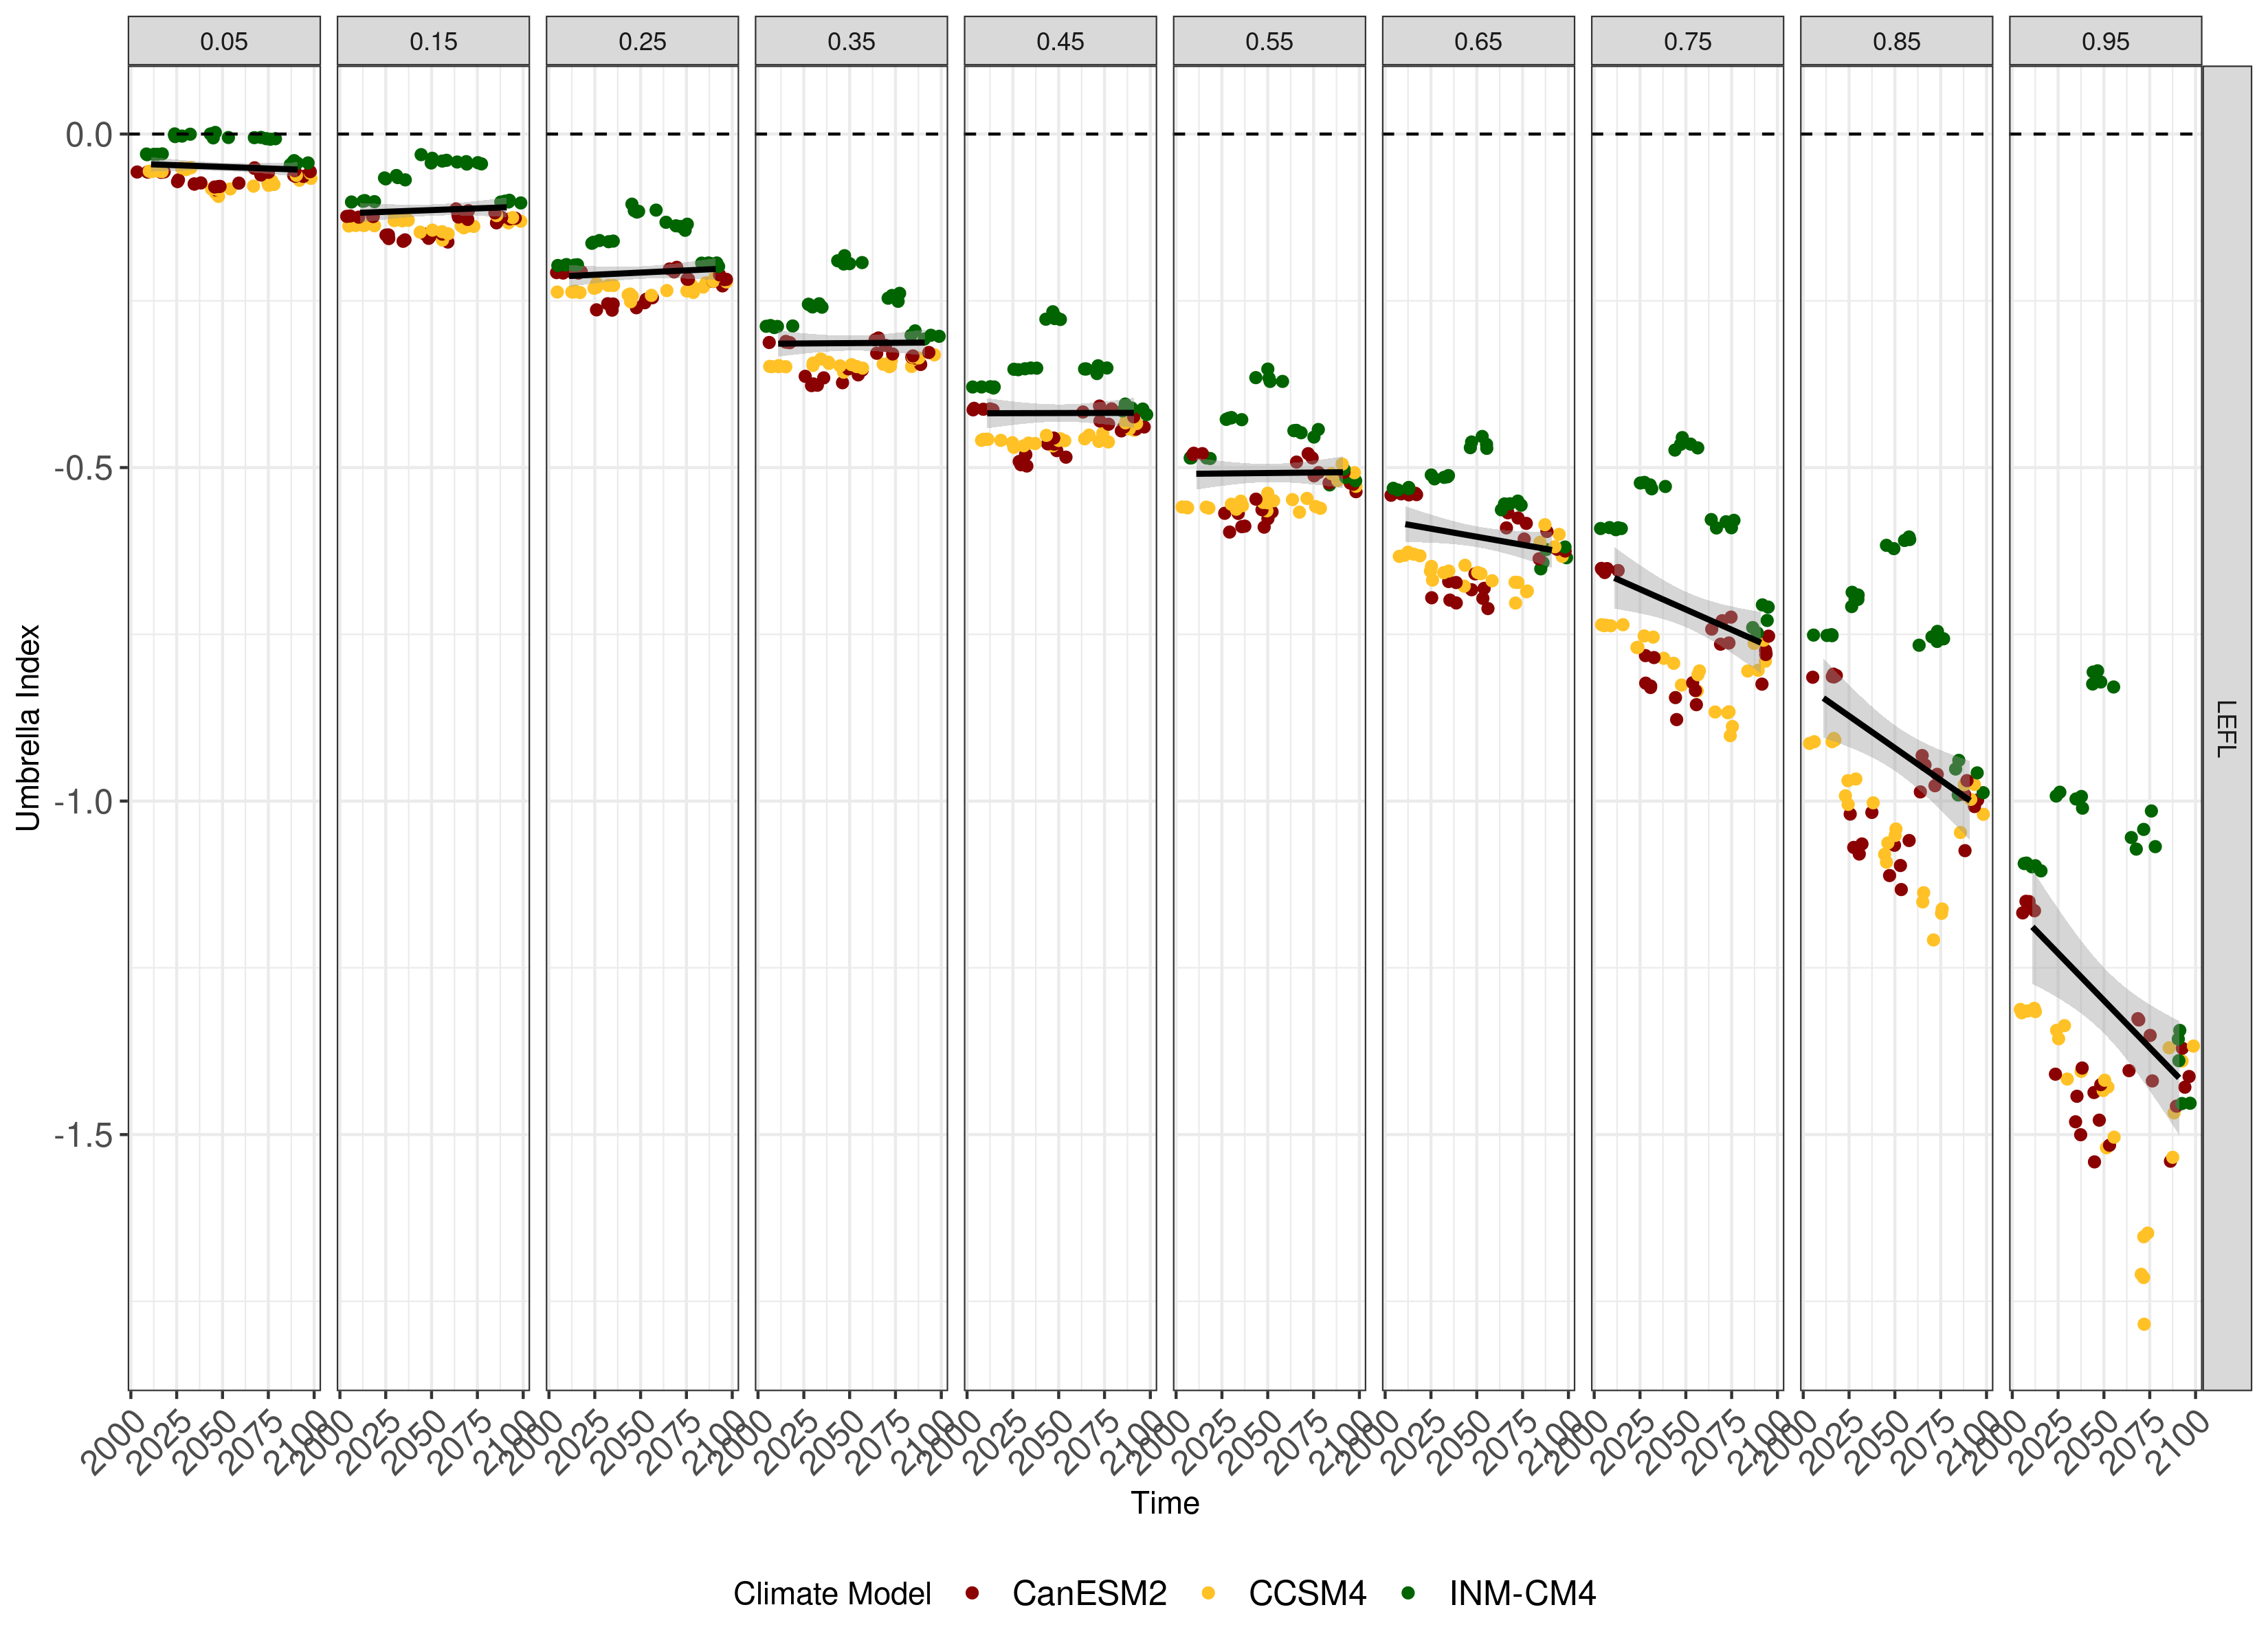 0.05 0.15 0.25 0.35 0.45 0.55 0.65 0.75 0.85 0.95
LEFL
Umbrella Index
0.0
-0.5
-1.0
-1.5
2000 2025 2050 2075 2100 2000 2025 2050 2075 2100 2000 2025 2050 2075 2100 2000 2025 2050 2075 2100 2000 2025 2050 2075 2100 2000 2025 2050 2075 2100 2000 2025 2050 2075 2100 2000 2025 2050 2075 2100 2000 2025 2050 2075 2100 2000 2025 2050 2075 2100
Time
Climate Model CanESM2 CCSM4 INM-CM4